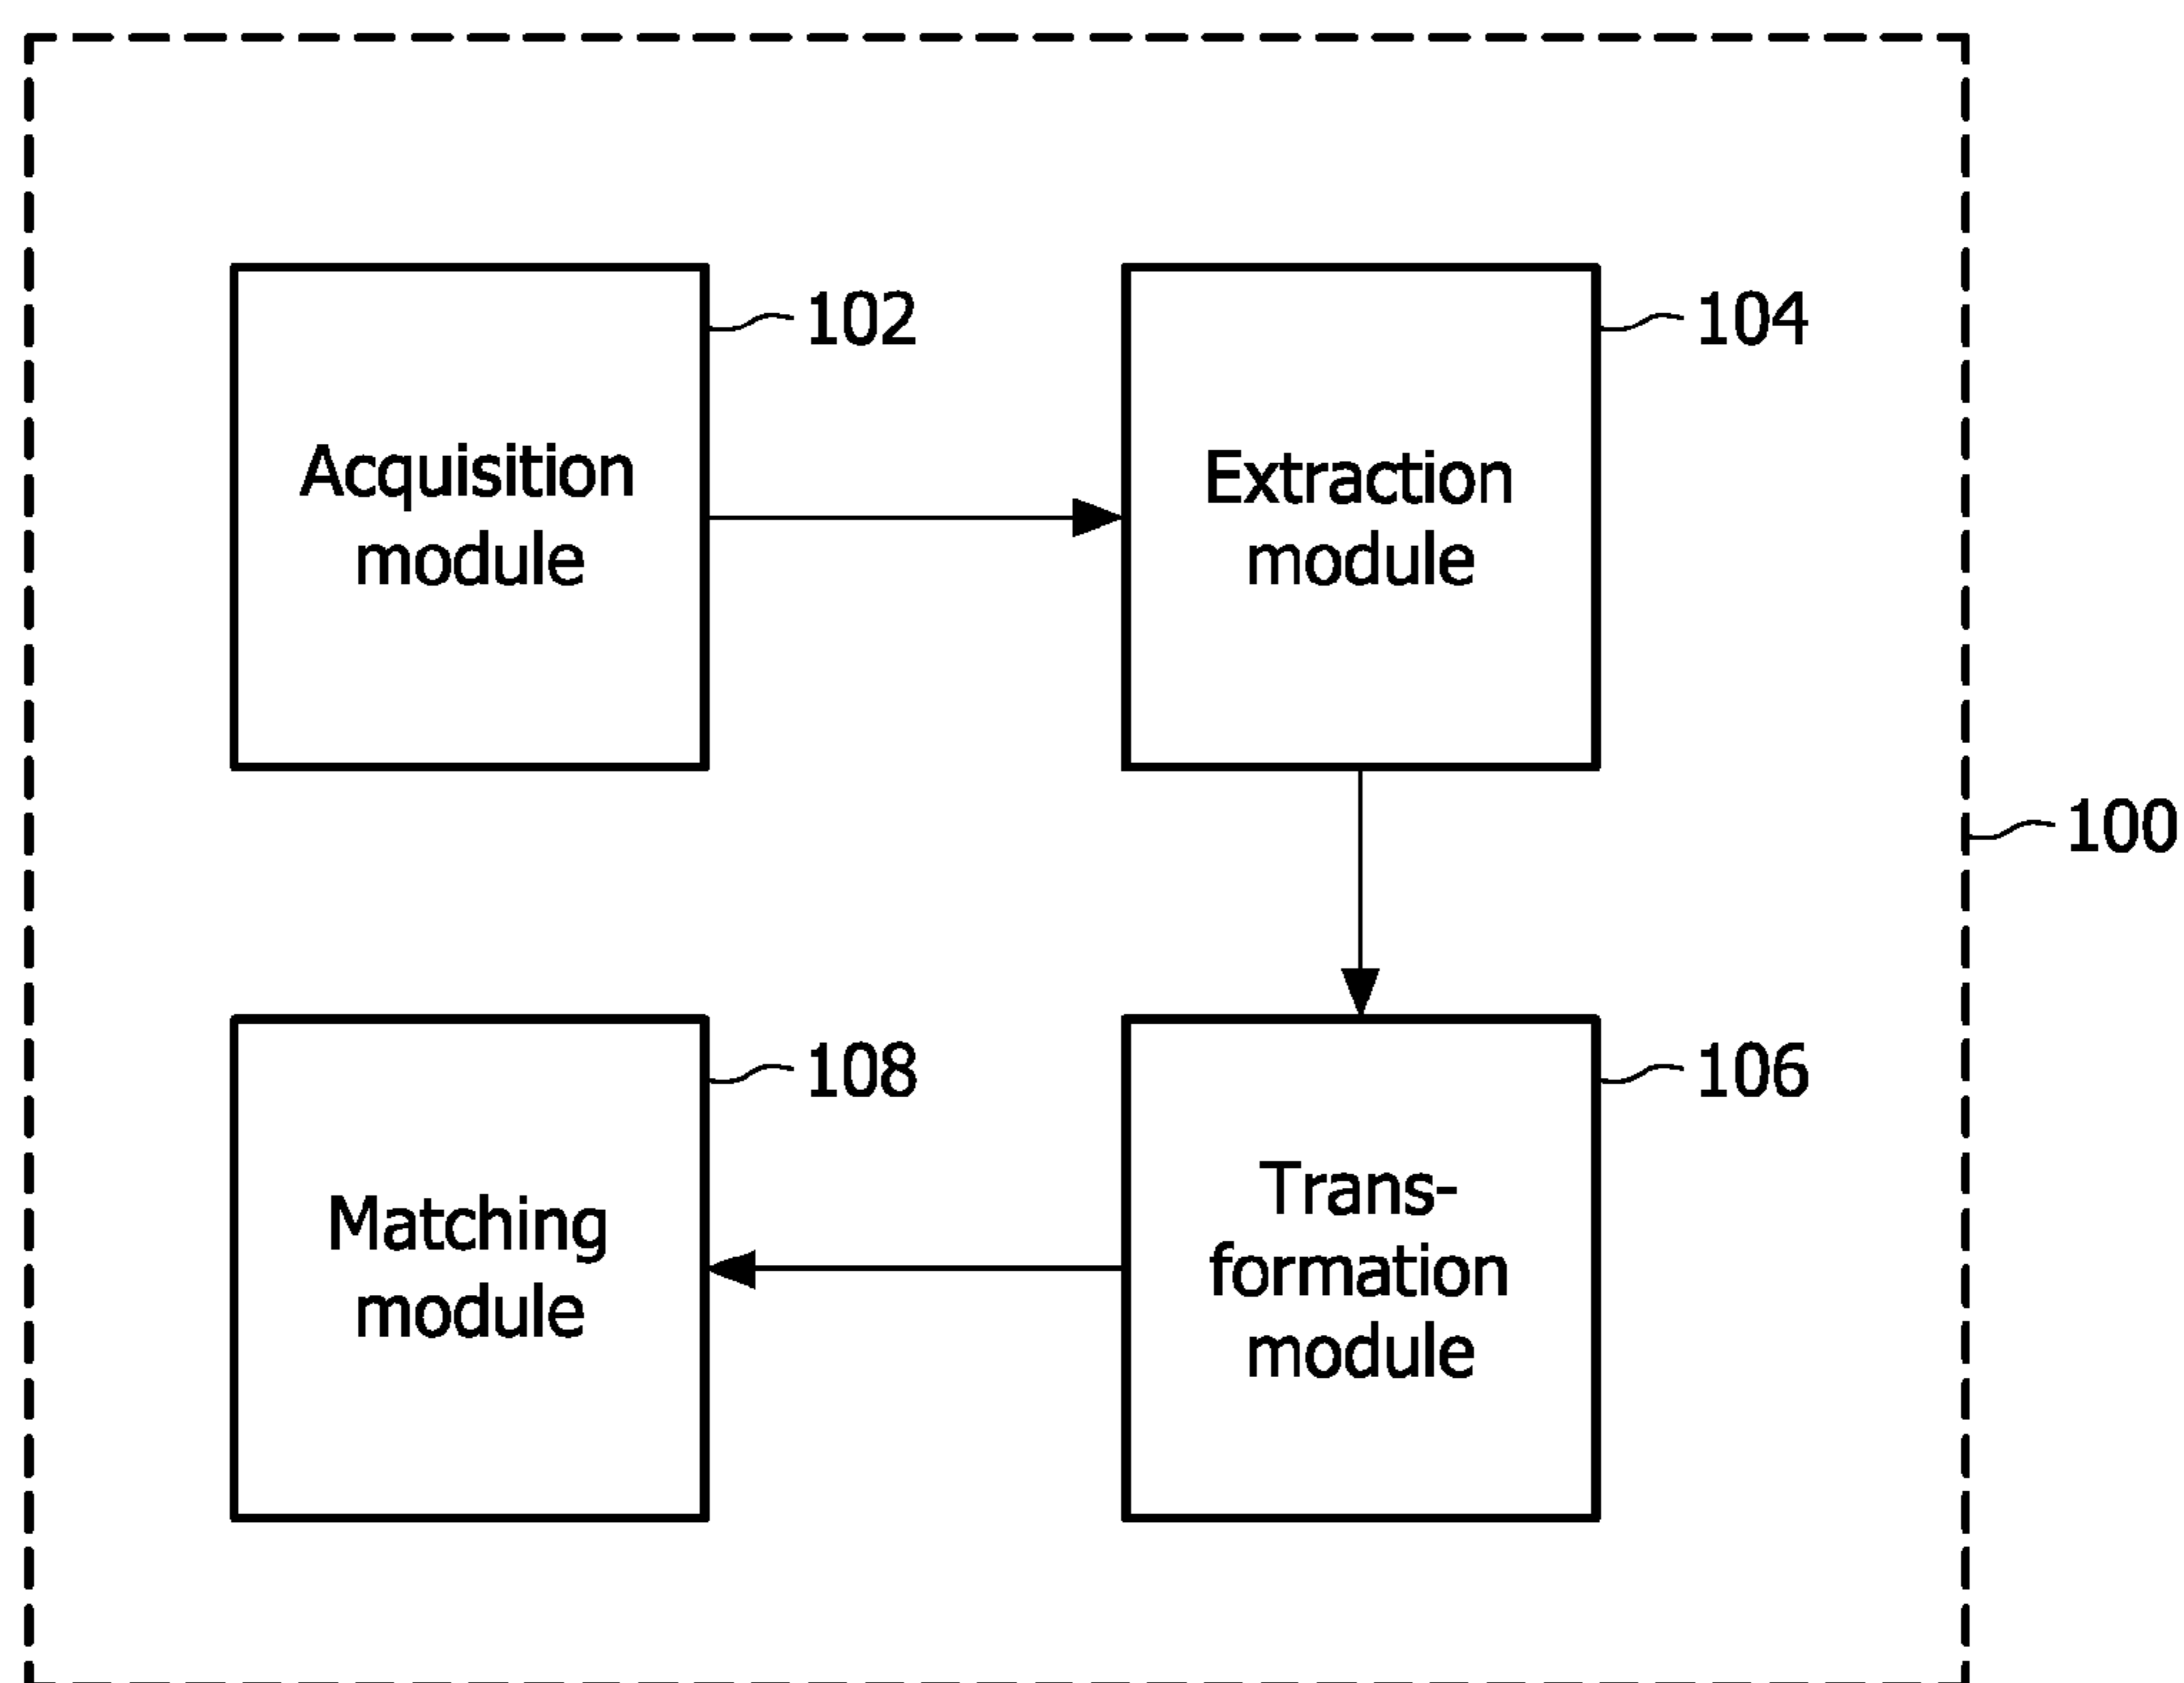 102
104
Acquisition
module
Extraction
module
100
108
106
Matching
module
Trans-
formation
module